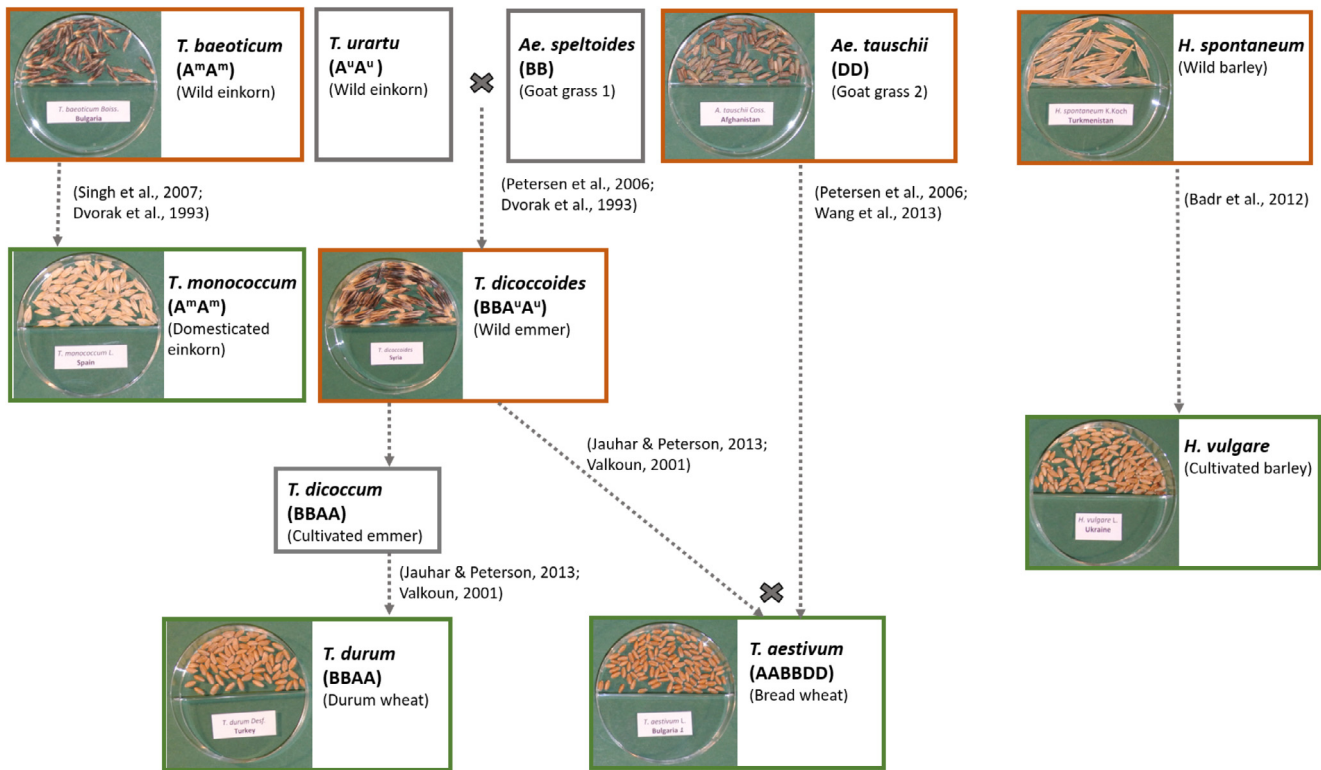 T. baeoticum
(AᵐAᵐ)
(Wild einkorn)
T. baeoticum Boiss.
Bulgaria
T. urartu
(AᵘAᵘ)
(Wild einkorn)
Ae. speltoides
(BB)
(Goat grass 1)
A. tauschii Coss.
Afghanistan
Ae. tauschii
(DD)
(Goat grass 2)
H. spontaneum K.Koch
Turkmenistan
H. spontaneum
(Wild barley)
(Singh et al., 2007;
Dvorak et al., 1993)
(Petersen et al., 2006;
Dvorak et al., 1993)
(Petersen et al., 2006;
Wang et al., 2013)
(Badr et al., 2012)
T. monococcum L.
Spain
T. monococcum
(AᵐAᵐ)
(Domesticated
einkorn)
T. dicoccoides
Syria
T. dicoccoides
(BBAᵘAᵘ)
(Wild emmer)
(Jauhar & Peterson, 2013;
Valkoun, 2001)
H. vulgare L.
Ukraine
H. vulgare
(Cultivated barley)
T. dicoccum
(BBAA)
(Cultivated emmer)
(Jauhar & Peterson, 2013;
Valkoun, 2001)
T. durum Desf.
Turkey
T. durum
(BBAA)
(Durum wheat)
T. aestivum L.
Bulgaria J.
T. aestivum
(AABBDD)
(Bread wheat)